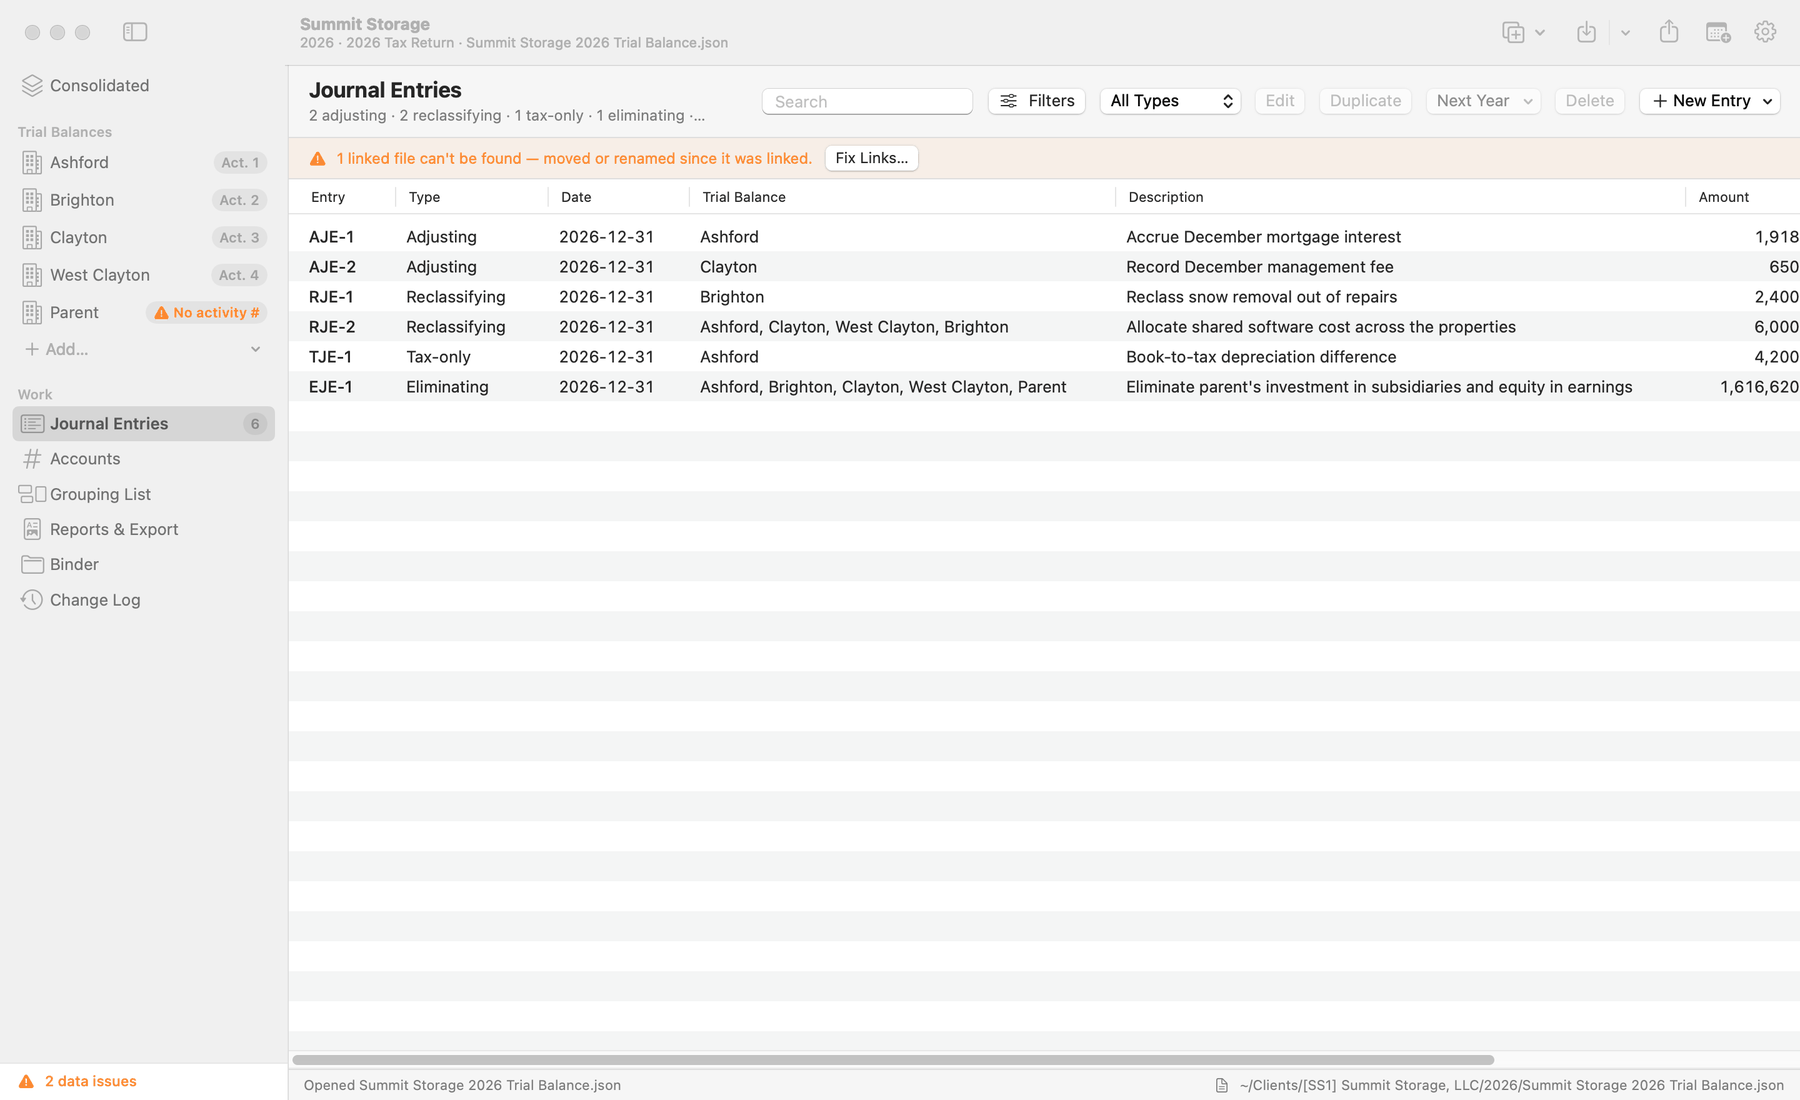 Summit Storage
2026 · 2026 Tax Return · Summit Storage 2026 Trial Balance.json
Consolidated
Trial Balances
Ashford Act. 1
Brighton Act. 2
Clayton Act. 3
West Clayton Act. 4
Parent No activity #
Add...
Work
Journal Entries 6
Accounts
Grouping List
Reports & Export
Binder
Change Log
2 data issues
Journal Entries
2 adjusting · 2 reclassifying · 1 tax-only · 1 eliminating ·...
Search
Filters
All Types
Edit
Duplicate
Next Year
Delete
New Entry
1 linked file can't be found — moved or renamed since it was linked.
Fix Links...
Entry Type Date Trial Balance Description Amount
AJE-1 Adjusting 2026-12-31 Ashford Accrue December mortgage interest 1,918
AJE-2 Adjusting 2026-12-31 Clayton Record December management fee 650
RJE-1 Reclassifying 2026-12-31 Brighton Reclass snow removal out of repairs 2,400
RJE-2 Reclassifying 2026-12-31 Ashford, Clayton, West Clayton, Brighton Allocate shared software cost across the properties 6,000
TJE-1 Tax-only 2026-12-31 Ashford Book-to-tax depreciation difference 4,200
EJE-1 Eliminating 2026-12-31 Ashford, Brighton, Clayton, West Clayton, Parent Eliminate parent's investment in subsidiaries and equity in earnings 1,616,620
Opened Summit Storage 2026 Trial Balance.json
~/Clients/[SS1] Summit Storage, LLC/2026/Summit Storage 2026 Trial Balance.json